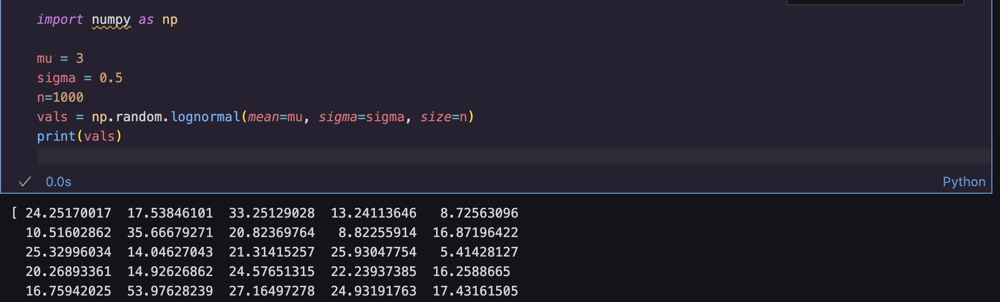 import numpy as np
mu = 3
sigma = 0.5
n=1000
vals = np.random.lognormal(mean=mu, sigma=sigma, size=n)
print(vals)
0.0s
Python
[ 24.25170017  17.53846101  33.25129028  13.24113646   8.72563096
10.51602862  35.66679271  20.82369764   8.82255914  16.87196422
25.32996034  14.04627043  21.31415257  25.93047754   5.41428127
20.26893361  14.92626862  24.57651315  22.23937385  16.2588665
16.75942025  53.97628239  27.16497278  24.93191763  17.43161505